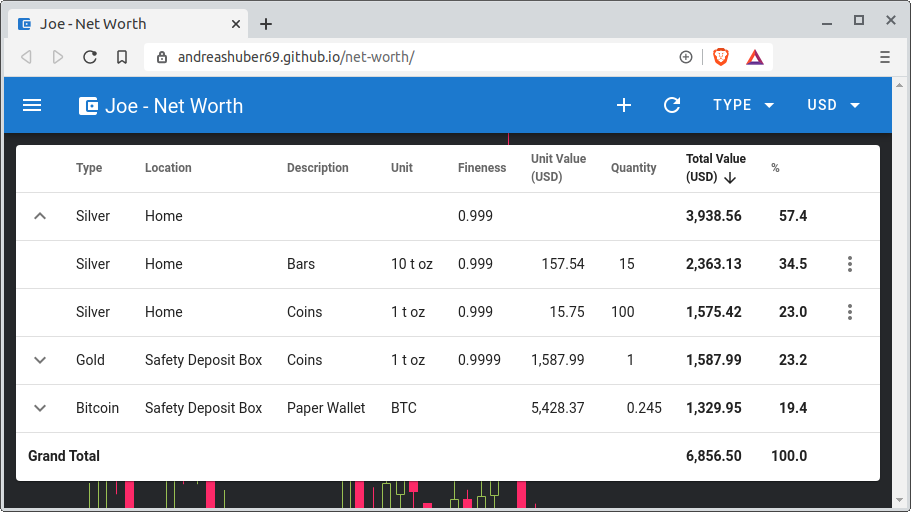 Joe - Net Worth
andreashuber69.github.io/net-worth/
Joe - Net Worth TYPE USD
Type Location Description Unit Fineness Unit Value (USD) Quantity Total Value (USD) %
Silver Home 0.999 3,938.56 57.4
Silver Home Bars 10 t oz 0.999 157.54 15 2,363.13 34.5
Silver Home Coins 1 t oz 0.999 15.75 100 1,575.42 23.0
Gold Safety Deposit Box Coins 1 t oz 0.9999 1,587.99 1 1,587.99 23.2
Bitcoin Safety Deposit Box Paper Wallet BTC 5,428.37 0.245 1,329.95 19.4
Grand Total 6,856.50 100.0